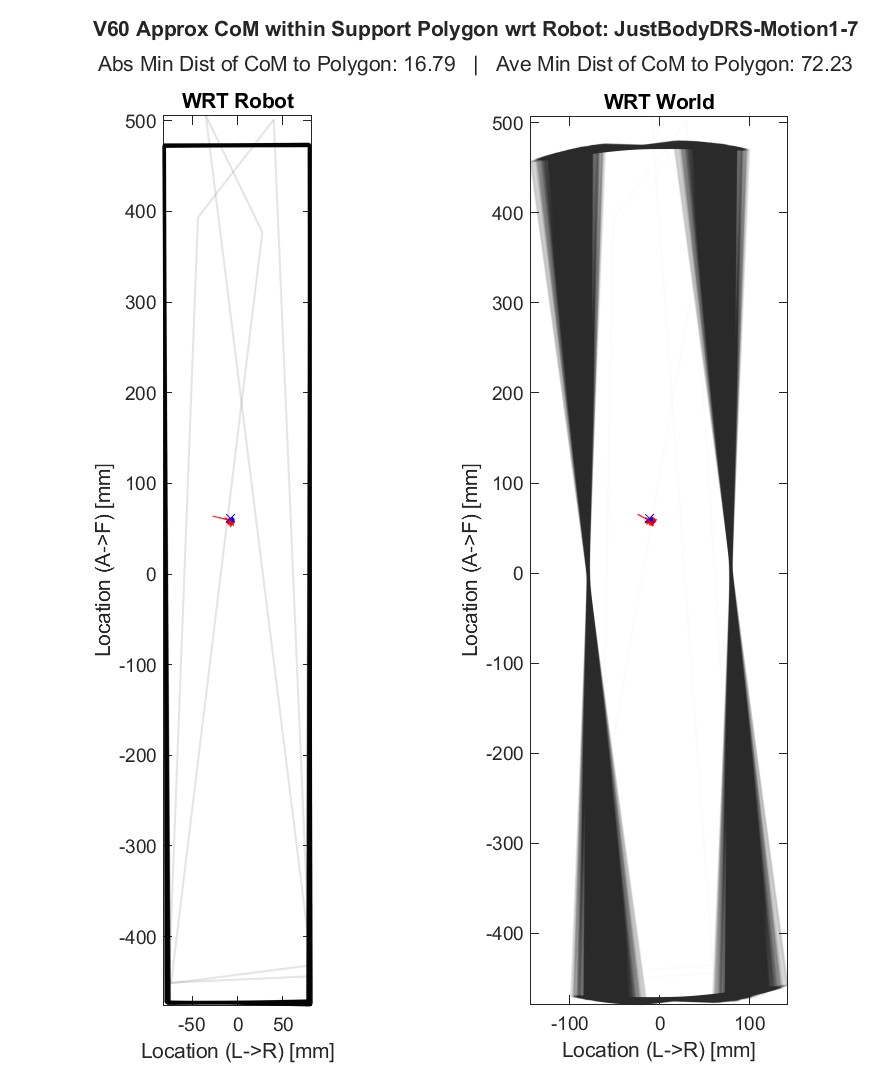 V60 Approx CoM within Support Polygon wrt Robot: JustBodyDRS-Motion1-7
Abs Min Dist of CoM to Polygon: 16.79 | Ave Min Dist of CoM to Polygon: 72.23
WRT Robot
500
400
300
200
100
0
-100
-200
-300
-400
Location (A->F) [mm]
-50 0 50
Location (L->R) [mm]
WRT World
500
400
300
200
100
0
-100
-200
-300
-400
Location (A->F) [mm]
-100 0 100
Location (L->R) [mm]